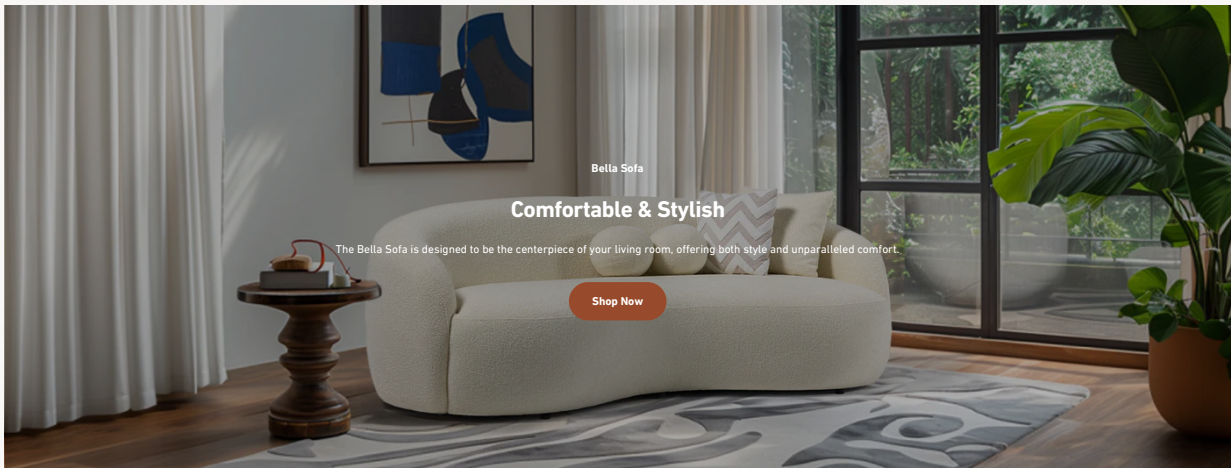 Bella Sofa
Comfortable & Stylish
The Bella Sofa is designed to be the centerpiece of your living room, offering both style and unparalleled comfort.
Shop Now